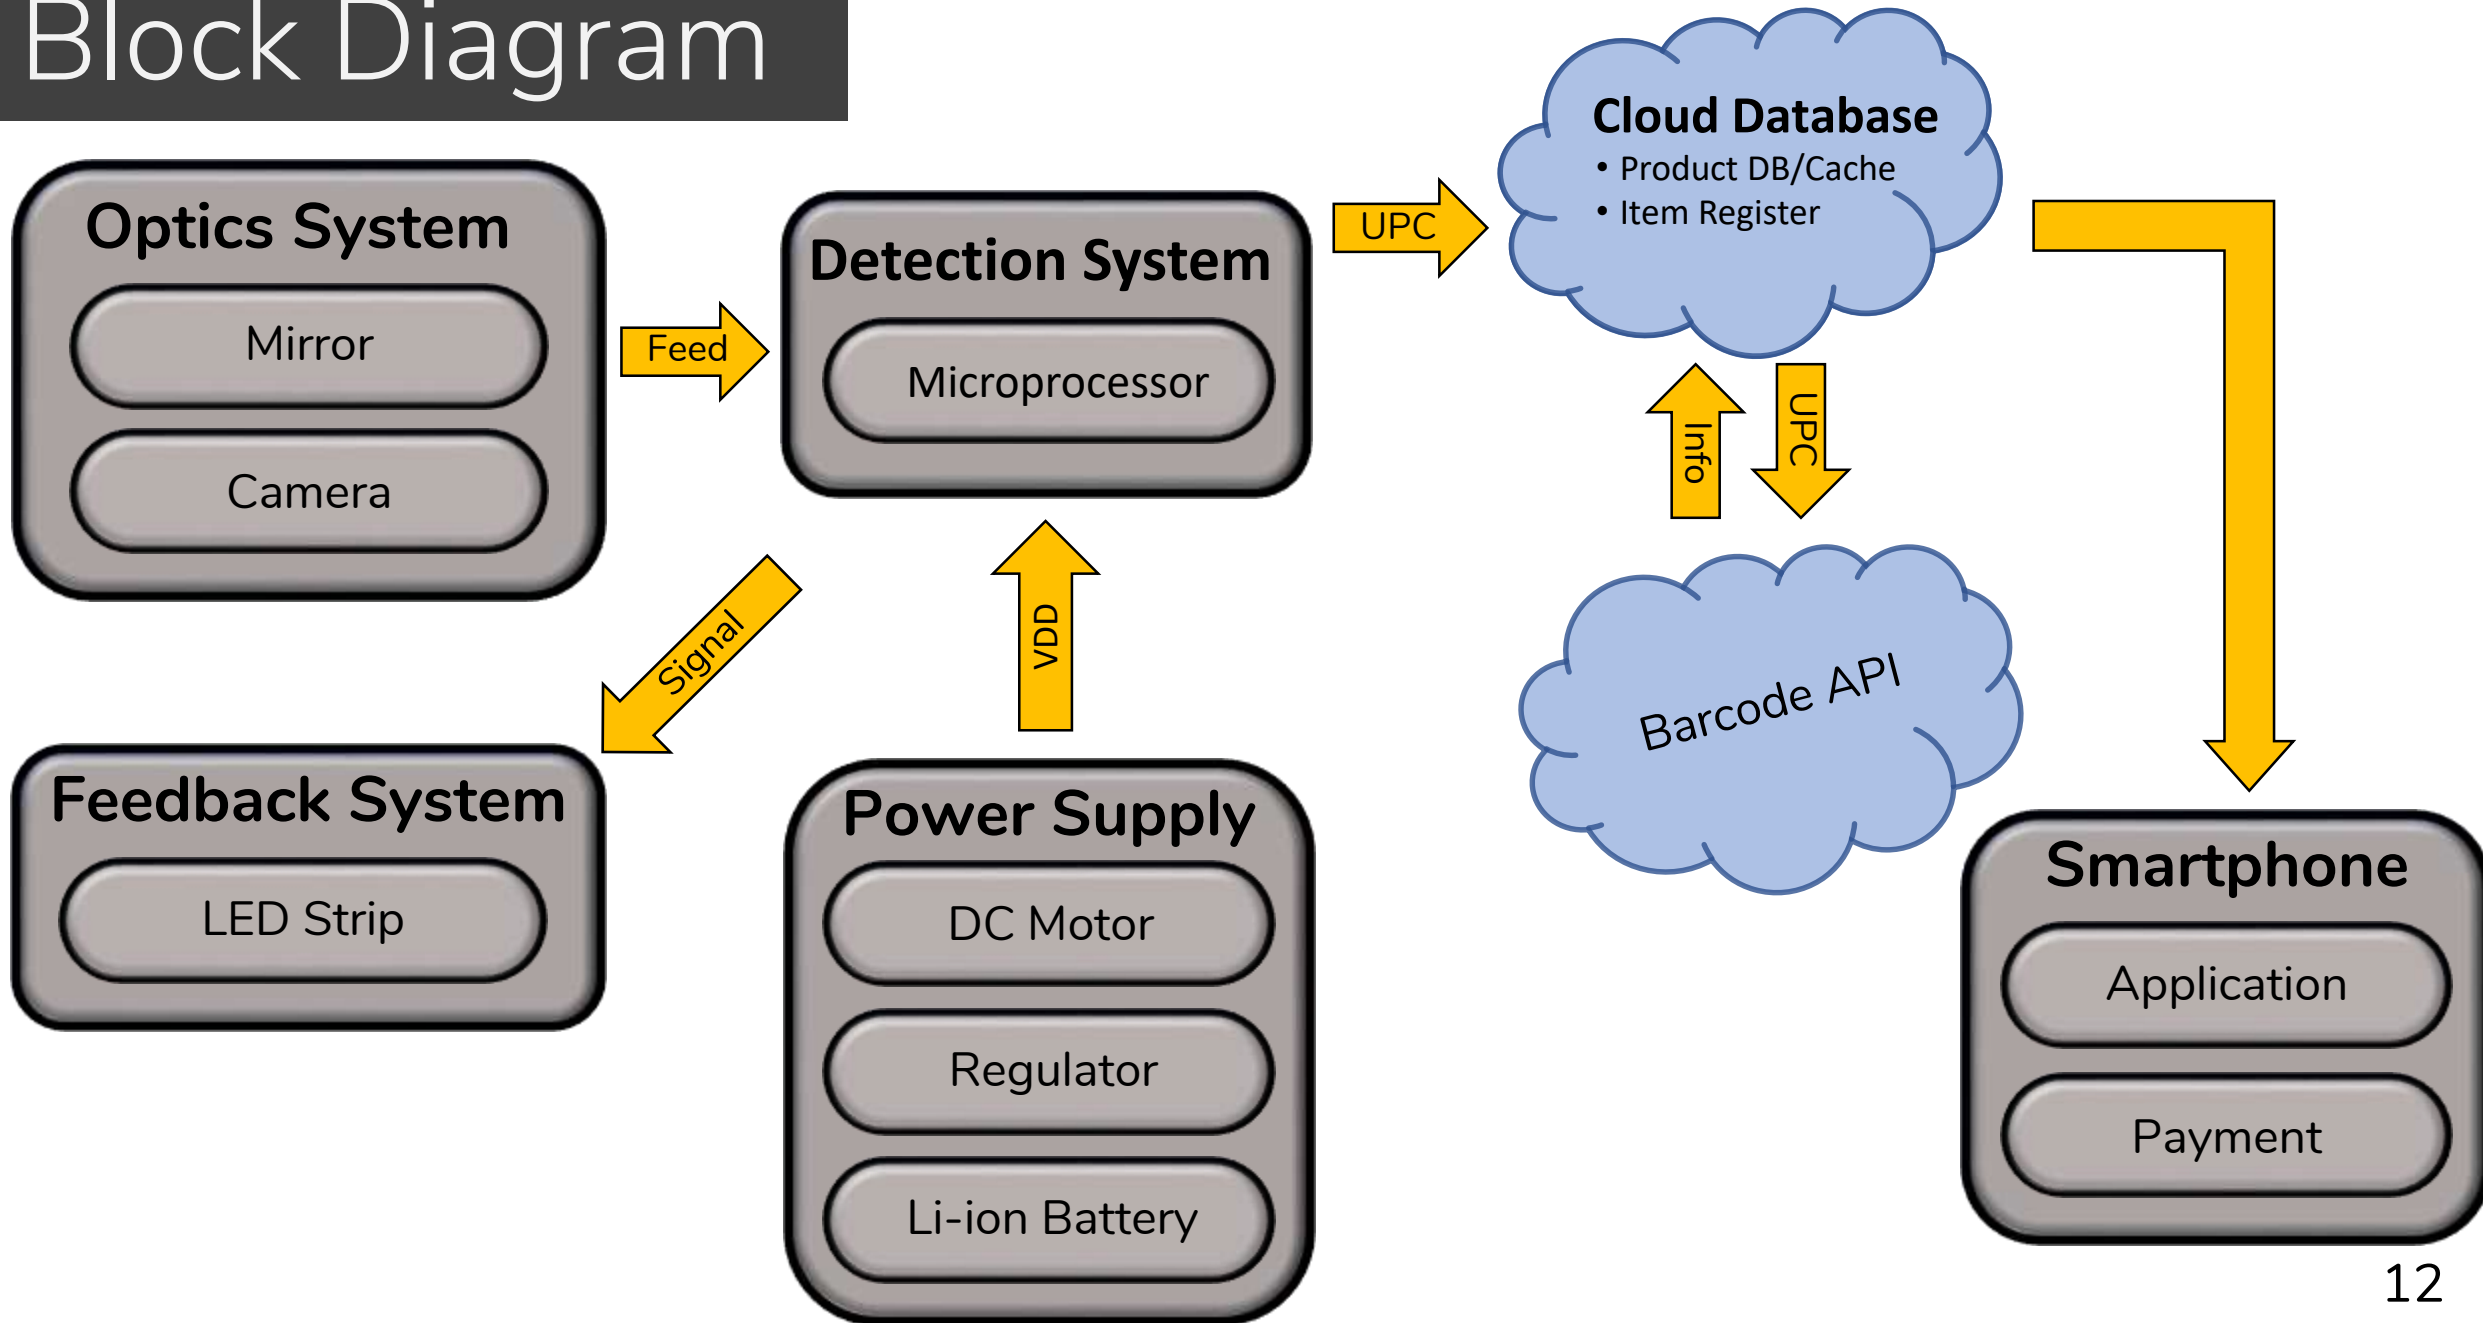 Block Diagram
Optics System
Mirror
Camera
Feed
Detection System
Microprocessor
UPC
Cloud Database
• Product DB/Cache
• Item Register
Info
UPC
Barcode API
Signal
VDD
Feedback System
LED Strip
Power Supply
DC Motor
Regulator
Li-ion Battery
Smartphone
Application
Payment
12